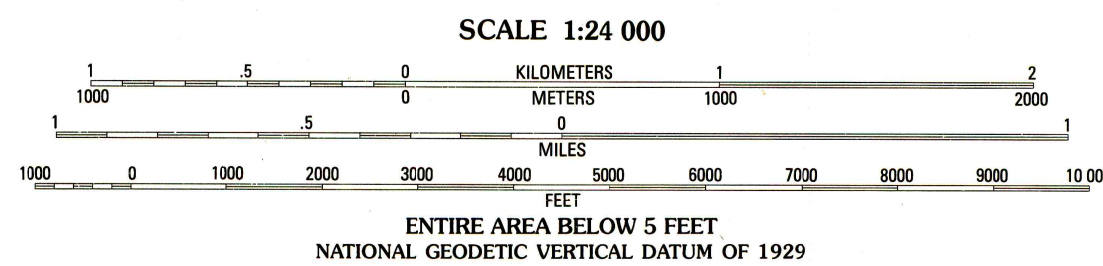 SCALE 1:24 000
1 .5 0 KILOMETERS 1 2
1000 0 METERS 1000 2000
1 .5 0 1
MILES
1000 0 1000 2000 3000 4000 5000 6000 7000 8000 9000 10 00
FEET
ENTIRE AREA BELOW 5 FEET
NATIONAL GEODETIC VERTICAL DATUM OF 1929